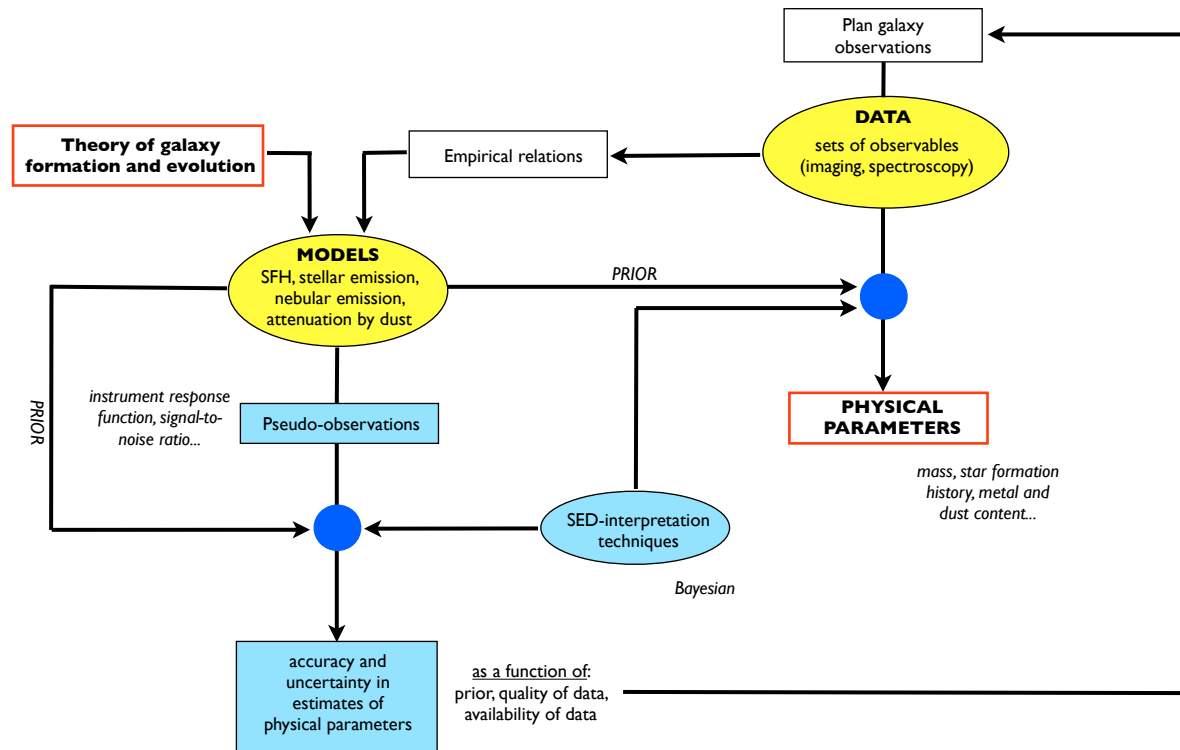 Plan galaxy
observations
DATA
sets of observables
(imaging, spectroscopy)
Theory of galaxy
formation and evolution
Empirical relations
MODELS
SFH, stellar emission,
nebular emission,
attenuation by dust
PRIOR
PRIOR
instrument response
function, signal-to-
noise ratio...
Pseudo-observations
PHYSICAL
PARAMETERS
mass, star formation
history, metal and
dust content...
SED-interpretation
techniques
Bayesian
accuracy and
uncertainty in
estimates of
physical parameters
as a function of:
prior, quality of data,
availability of data